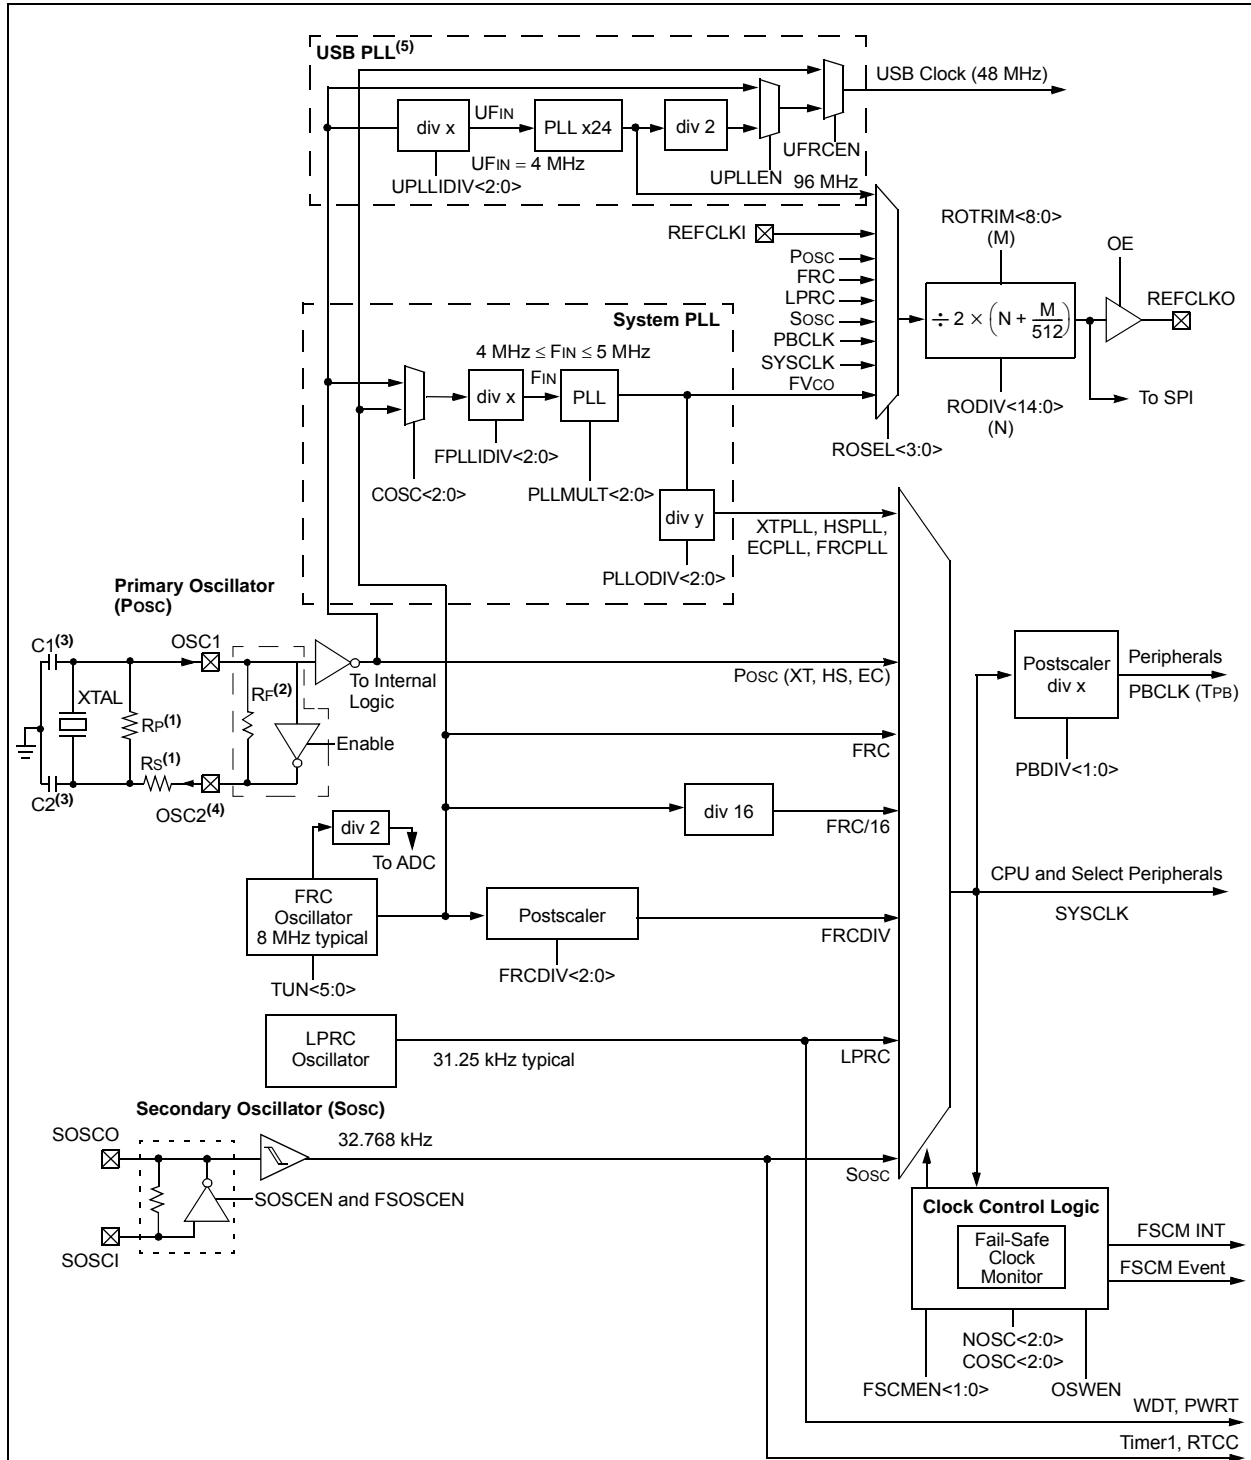 USB PLL(5)
USB Clock (48 MHz)
UFIN
div x
PLL x24
div 2
UFIN = 4 MHz
UFRCEN
UPLLIDIV<2:0>
UPLLEN
96 MHz
ROTRIM<8:0>
(M)
REFCLKI
OE
POSC
FRC
LPRC
SOSC
PBCLK
SYSCLK
FVCO
REFCLKO
÷ 2 × (N + M/512)
System PLL
4 MHz ≤ FIN ≤ 5 MHz
FIN
div x
PLL
To SPI
RODIV<14:0>
(N)
ROSEL<3:0>
FPLLIDIV<2:0>
COSC<2:0>
PLLMULT<2:0>
div y
XTPLL, HSPLL,
ECPLL, FRCPLL
PLLODIV<2:0>
Primary Oscillator
(POSC)
C1(3)
OSC1
XTAL
RP(1)
RF(2)
To Internal
Logic
Enable
RS(1)
C2(3)
OSC2(4)
POSC (XT, HS, EC)
Postscaler
div x
Peripherals
PBCLK (TPB)
PBDIV<1:0>
FRC
div 16
FRC/16
div 2
To ADC
FRC
Oscillator
8 MHz typical
TUN<5:0>
Postscaler
FRCDIV
FRCDIV<2:0>
CPU and Select Peripherals
SYSCLK
LPRC
Oscillator
31.25 kHz typical
LPRC
Secondary Oscillator (SOSC)
SOSCO
32.768 kHz
SOSCEN and FSOSCEN
SOSCI
SOSC
Clock Control Logic
Fail-Safe
Clock
Monitor
FSCM INT
FSCM Event
NOSC<2:0>
COSC<2:0>
FSCMEN<1:0>
OSWEN
WDT, PWRT
Timer1, RTCC